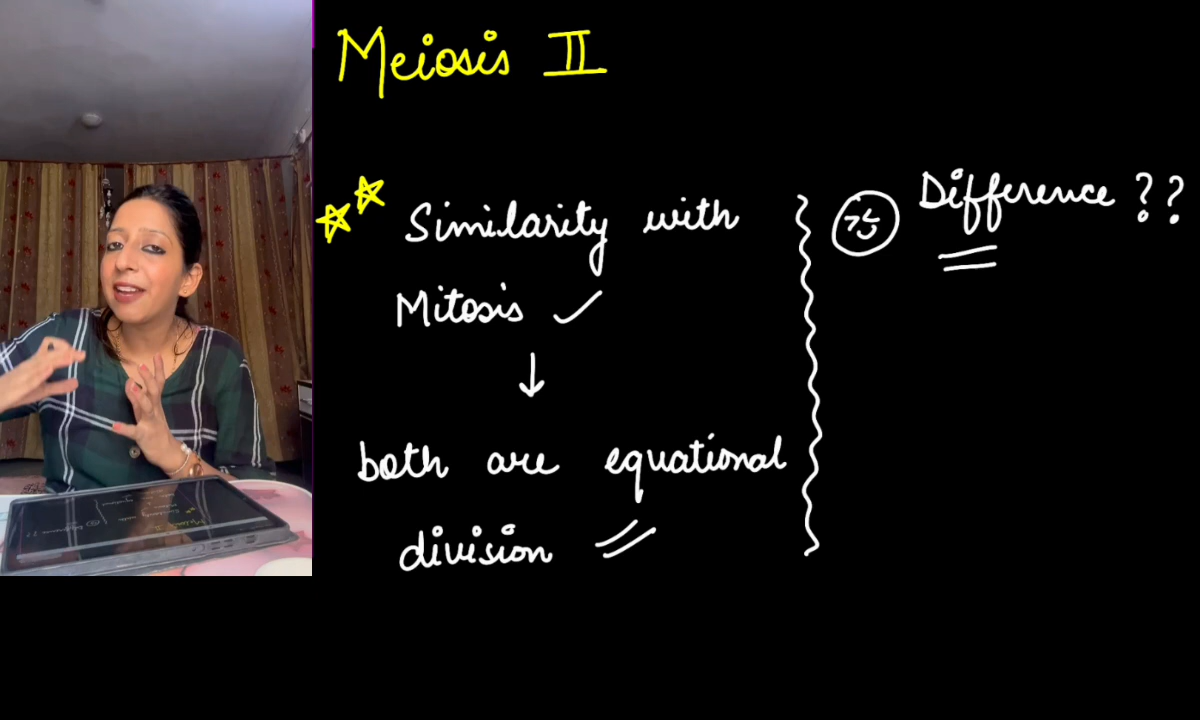 Meiosis II
Similarity with
Mitosis
both are equational
division
Difference ??